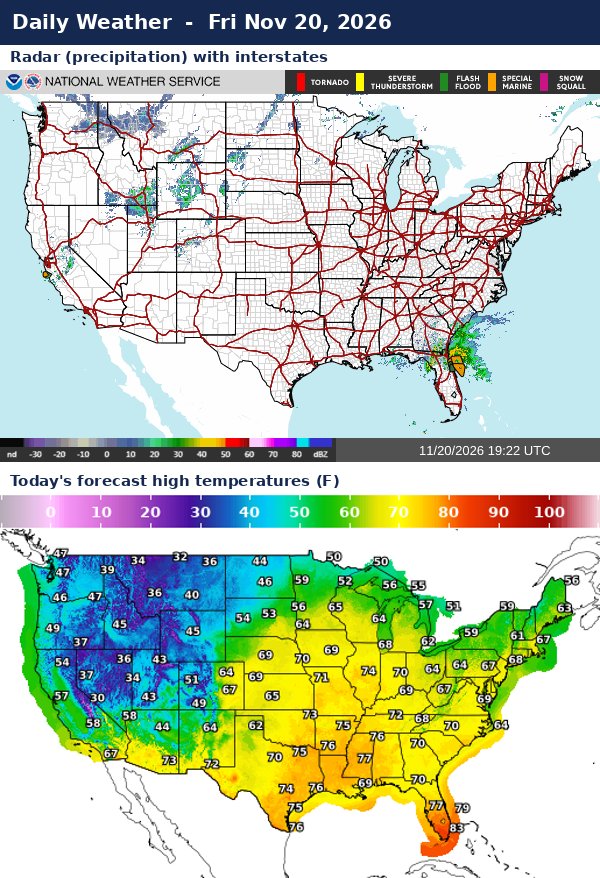 Daily Weather - Fri Nov 20, 2026
Radar (precipitation) with interstates
NATIONAL WEATHER SERVICE
TORNADO
SEVERE THUNDERSTORM
FLASH FLOOD
SPECIAL MARINE
SNOW SQUALL
nd -30 -20 -10 0 10 20 30 40 50 60 70 80 dBZ
11/20/2026 19:22 UTC
Today's forecast high temperatures (F)
0 10 20 30 40 50 60 70 80 90 100
47 34 32 36 44 50 50
47 39 46 59 52 56 55 56
46 47 36 40 56 65 57 51 59 63
49 45 45 54 53 64 64 62 59 61 67
37 69 70 69 68
54 36 43 64 69 71 74 70 64 64 67 68
37 34 51 67 65 69 67
57 30 43 49 69
58 58 44 64 62 73 75 72 68 70 64
67 73 72 70 75 76 77 76 70
74 76 69 70
75 77 79
76 83